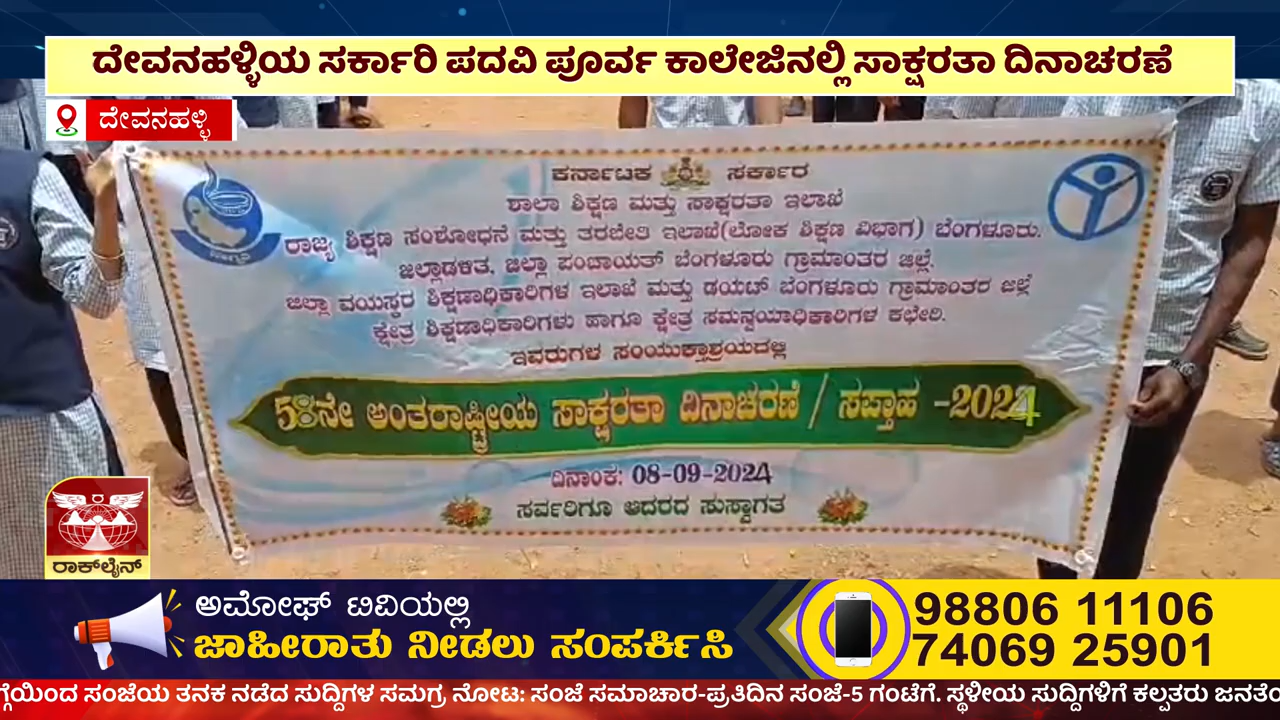 ದೇವನಹಳ್ಳಿಯ ಸರ್ಕಾರಿ ಪದವಿ ಪೂರ್ವ ಕಾಲೇಜಿನಲ್ಲಿ ಸಾಕ್ಷರತಾ ದಿನಾಚರಣೆ
ದೇವನಹಳ್ಳಿ
ಕರ್ನಾಟಕ ಸರ್ಕಾರ
ಶಾಲಾ ಶಿಕ್ಷಣ ಮತ್ತು ಸಾಕ್ಷರತಾ ಇಲಾಖೆ
ರಾಜ್ಯ ಶಿಕ್ಷಣ ಸಂಶೋಧನೆ ಮತ್ತು ತರಬೇತಿ ಇಲಾಖೆ(ಲೋಕ ಶಿಕ್ಷಣ ವಿಭಾಗ) ಬೆಂಗಳೂರು.
ಜಿಲ್ಲಾಡಳಿತ, ಜಿಲ್ಲಾ ಪಂಚಾಯತ್ ಬೆಂಗಳೂರು ಗ್ರಾಮಾಂತರ ಜಿಲ್ಲೆ.
ಜಿಲ್ಲಾ ವಯಸ್ಕರ ಶಿಕ್ಷಣಾಧಿಕಾರಿಗಳ ಇಲಾಖೆ ಮತ್ತು ಡಯಟ್ ಬೆಂಗಳೂರು ಗ್ರಾಮಾಂತರ ಜಿಲ್ಲೆ
ಕ್ಷೇತ್ರ ಶಿಕ್ಷಣಾಧಿಕಾರಿಗಳು ಹಾಗೂ ಕ್ಷೇತ್ರ ಸಮನ್ವಯಾಧಿಕಾರಿಗಳ ಕಛೇರಿ.
ಇವರುಗಳ ಸಂಯುಕ್ತಾಶ್ರಯದಲ್ಲಿ
58ನೇ ಅಂತರಾಷ್ಟ್ರೀಯ ಸಾಕ್ಷರತಾ ದಿನಾಚರಣೆ / ಸಪ್ತಾಹ -2024
ದಿನಾಂಕ: 08-09-2024
ಸರ್ವರಿಗೂ ಆದರದ ಸುಸ್ವಾಗತ
ರಾಕ್‌ಲೈನ್
ಅಮೋಘ್ ಟಿವಿಯಲ್ಲಿ
ಜಾಹೀರಾತು ನೀಡಲು ಸಂಪರ್ಕಿಸಿ
98806 11106
74069 25901
ಗ್ಗೆಯಿಂದ ಸಂಜೆಯ ತನಕ ನಡೆದ ಸುದ್ದಿಗಳ ಸಮಗ್ರ ನೋಟ: ಸಂಜೆ ಸಮಾಚಾರ-ಪ್ರತಿದಿನ ಸಂಜೆ-5 ಗಂಟೆಗೆ. ಸ್ಥಳೀಯ ಸುದ್ದಿಗಳಿಗೆ ಕಲ್ಪತರು ಜನತೆಂ